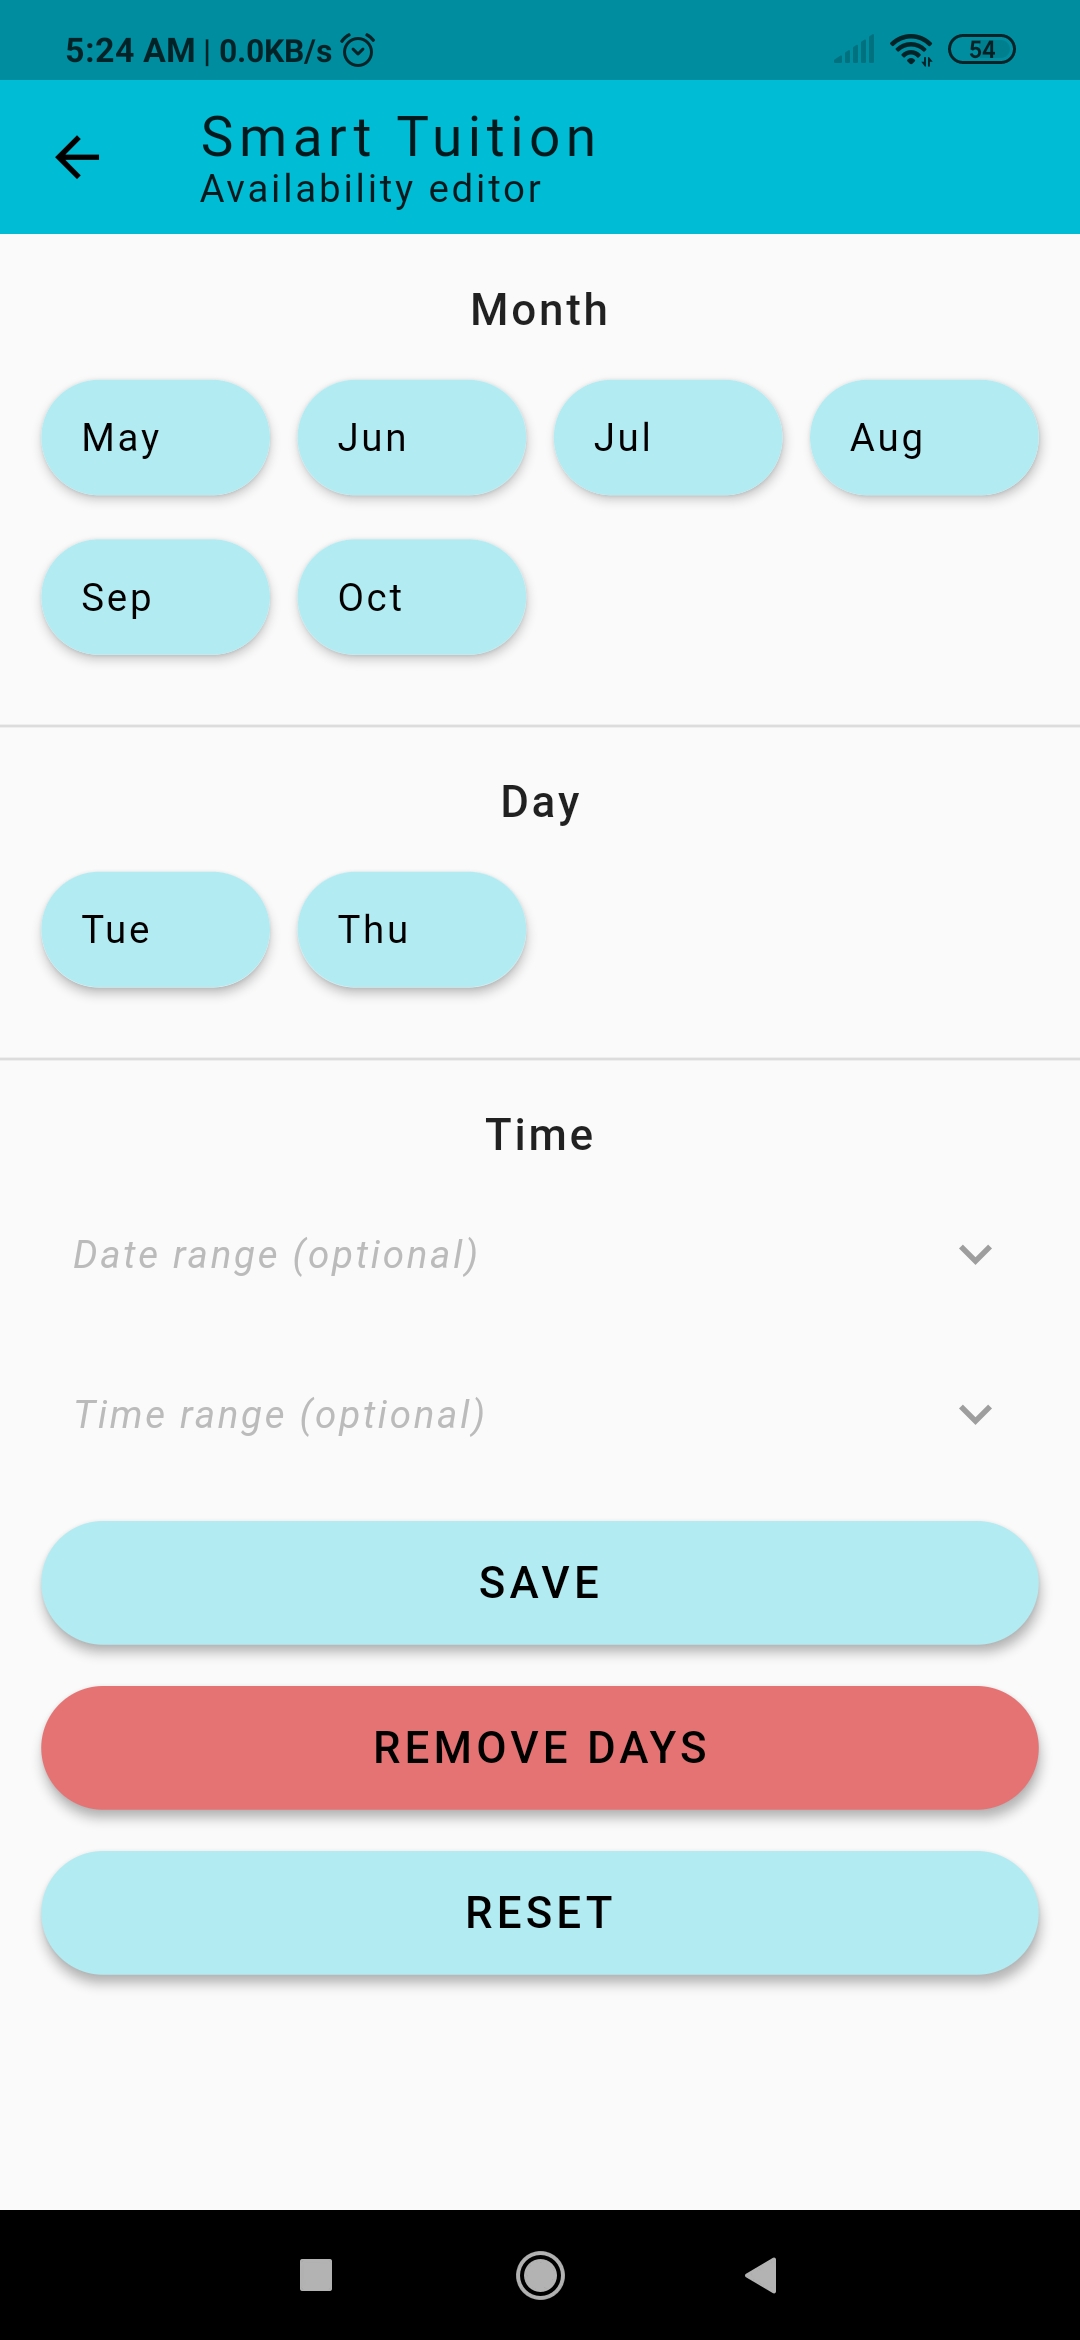 5:24 AM | 0.0KB/s 54
Smart Tuition
Availability editor
Month
May Jun Jul Aug
Sep Oct
Day
Tue Thu
Time
Date range (optional)
Time range (optional)
SAVE
REMOVE DAYS
RESET